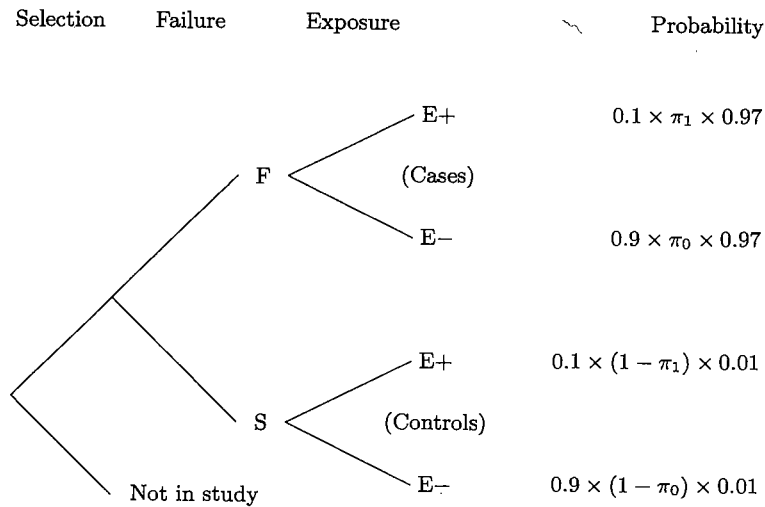 Selection Failure Exposure Probability
E+ 0.1 × π₁ × 0.97
F (Cases)
E− 0.9 × π₀ × 0.97
E+ 0.1 × (1 − π₁) × 0.01
S (Controls)
E− 0.9 × (1 − π₀) × 0.01
Not in study